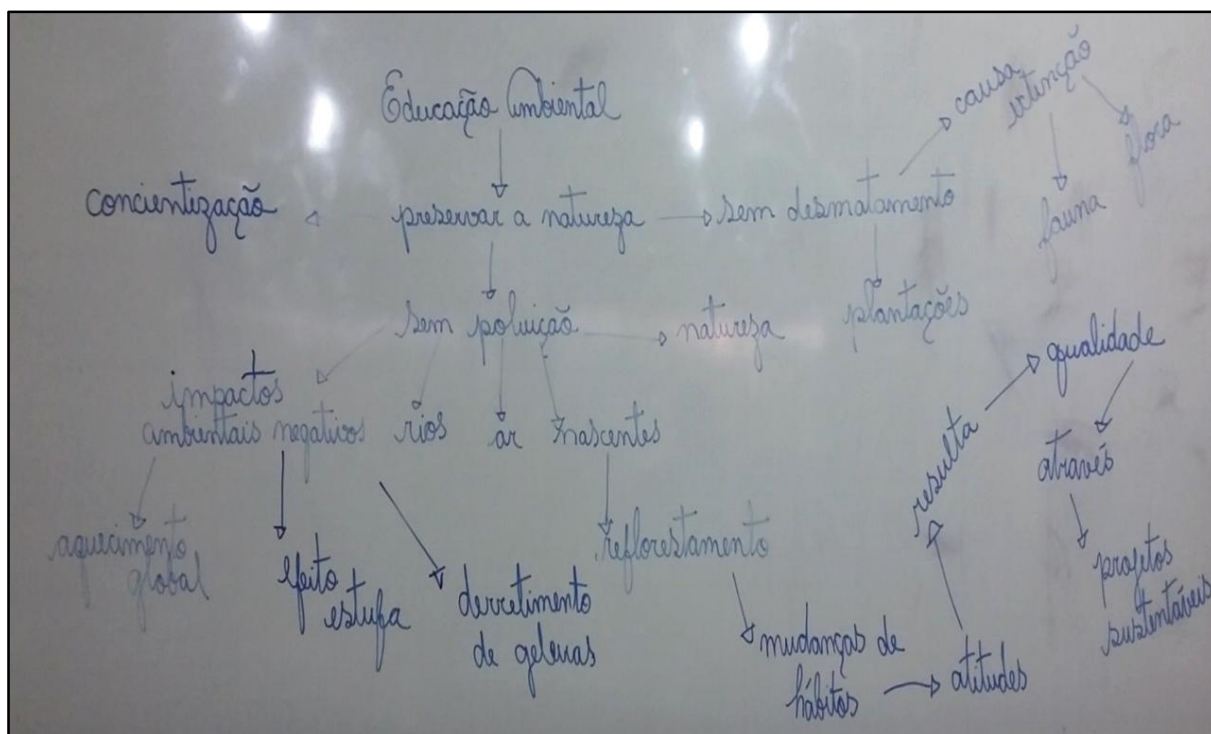 Educação Ambiental
causa
extinção
flora
fauna
concientização
preservar a natureza
sem desmatamento
plantações
sem poluição
natureza
impactos
ambientais negativos
rios
ar
nascentes
qualidade
resulta
através
aquecimento
global
efeito
estufa
derretimento
de geleiras
reflorestamento
mudanças de
hábitos
atitudes
projetos
sustentáveis